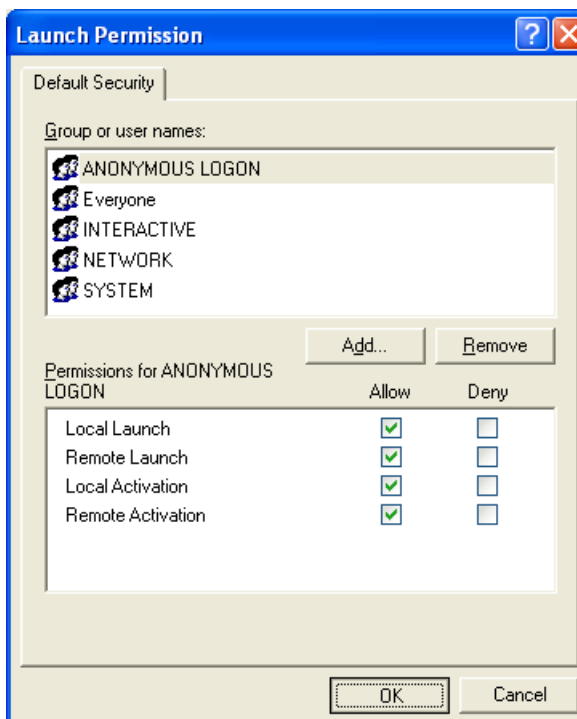 Launch Permission
Default Security
Group or user names:
ANONYMOUS LOGON
Everyone
INTERACTIVE
NETWORK
SYSTEM
Add... Remove
Permissions for ANONYMOUS
LOGON Allow Deny
Local Launch
Remote Launch
Local Activation
Remote Activation
OK Cancel